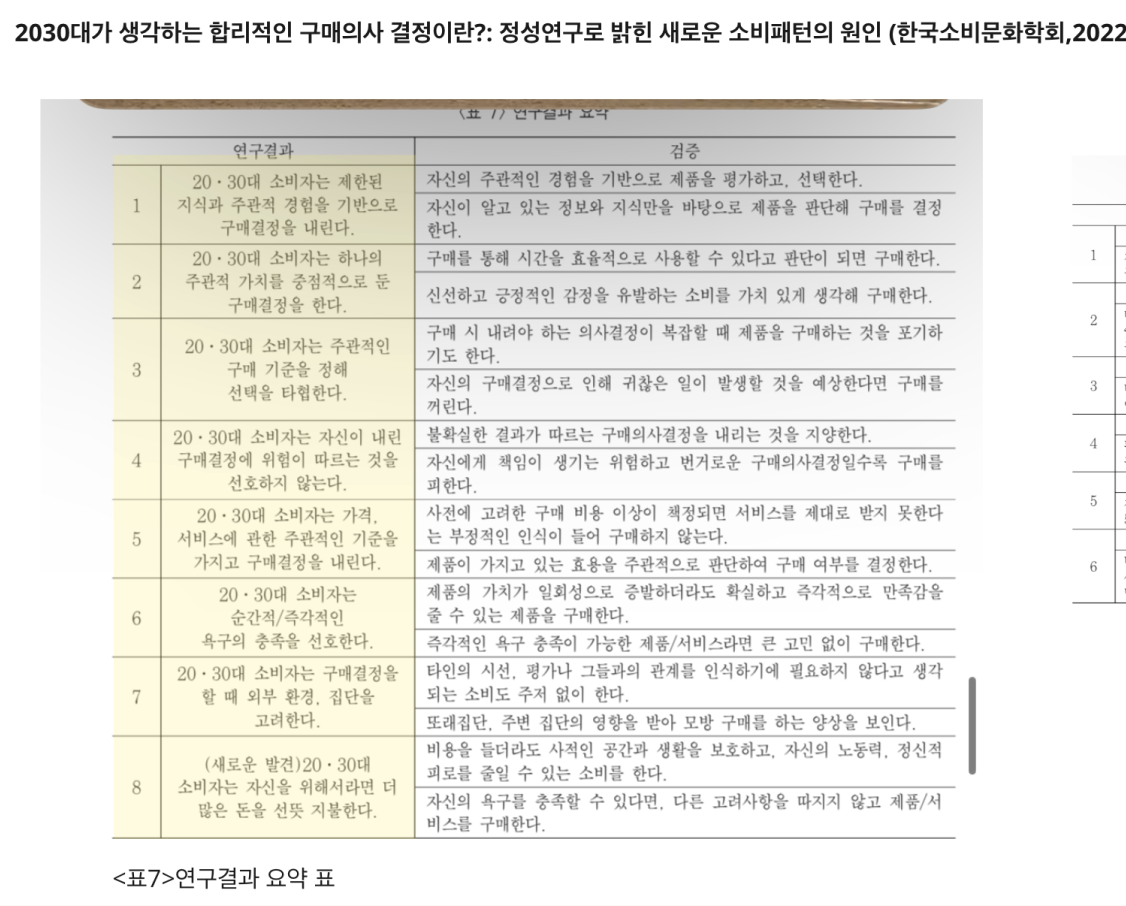 2030대가 생각하는 합리적인 구매의사 결정이란?: 정성연구로 밝힌 새로운 소비패턴의 원인 (한국소비문화학회,2022
<표 7> 연구결과 요약
연구결과
검증
1
20·30대 소비자는 제한된
지식과 주관적 경험을 기반으로
구매결정을 내린다.
자신의 주관적인 경험을 기반으로 제품을 평가하고, 선택한다.
자신이 알고 있는 정보와 지식만을 바탕으로 제품을 판단해 구매를 결정
한다.
2
20·30대 소비자는 하나의
주관적 가치를 중점적으로 둔
구매결정을 한다.
구매를 통해 시간을 효율적으로 사용할 수 있다고 판단이 되면 구매한다.
신선하고 긍정적인 감정을 유발하는 소비를 가치 있게 생각해 구매한다.
3
20·30대 소비자는 주관적인
구매 기준을 정해
선택을 타협한다.
구매 시 내려야 하는 의사결정이 복잡할 때 제품을 구매하는 것을 포기하
기도 한다.
자신의 구매결정으로 인해 귀찮은 일이 발생할 것을 예상한다면 구매를
꺼린다.
4
20·30대 소비자는 자신이 내린
구매결정에 위험이 따르는 것을
선호하지 않는다.
불확실한 결과가 따르는 구매의사결정을 내리는 것을 지양한다.
자신에게 책임이 생기는 위험하고 번거로운 구매의사결정일수록 구매를
피한다.
5
20·30대 소비자는 가격,
서비스에 관한 주관적인 기준을
가지고 구매결정을 내린다.
사전에 고려한 구매 비용 이상이 책정되면 서비스를 제대로 받지 못한다
는 부정적인 인식이 들어 구매하지 않는다.
제품이 가지고 있는 효용을 주관적으로 판단하여 구매 여부를 결정한다.
6
20·30대 소비자는
순간적/즉각적인
욕구의 충족을 선호한다.
제품의 가치가 일회성으로 증발하더라도 확실하고 즉각적으로 만족감을
줄 수 있는 제품을 구매한다.
즉각적인 욕구 충족이 가능한 제품/서비스라면 큰 고민 없이 구매한다.
7
20·30대 소비자는 구매결정을
할 때 외부 환경, 집단을
고려한다.
타인의 시선, 평가나 그들과의 관계를 인식하기에 필요하지 않다고 생각
되는 소비도 주저 없이 한다.
또래집단, 주변 집단의 영향을 받아 모방 구매를 하는 양상을 보인다.
8
(새로운 발견)20·30대
소비자는 자신을 위해서라면 더
많은 돈을 선뜻 지불한다.
비용을 들더라도 사적인 공간과 생활을 보호하고, 자신의 노동력, 정신적
피로를 줄일 수 있는 소비를 한다.
자신의 욕구를 충족할 수 있다면, 다른 고려사항을 따지지 않고 제품/서
비스를 구매한다.
<표7>연구결과 요약 표
1
2
3
4
5
6